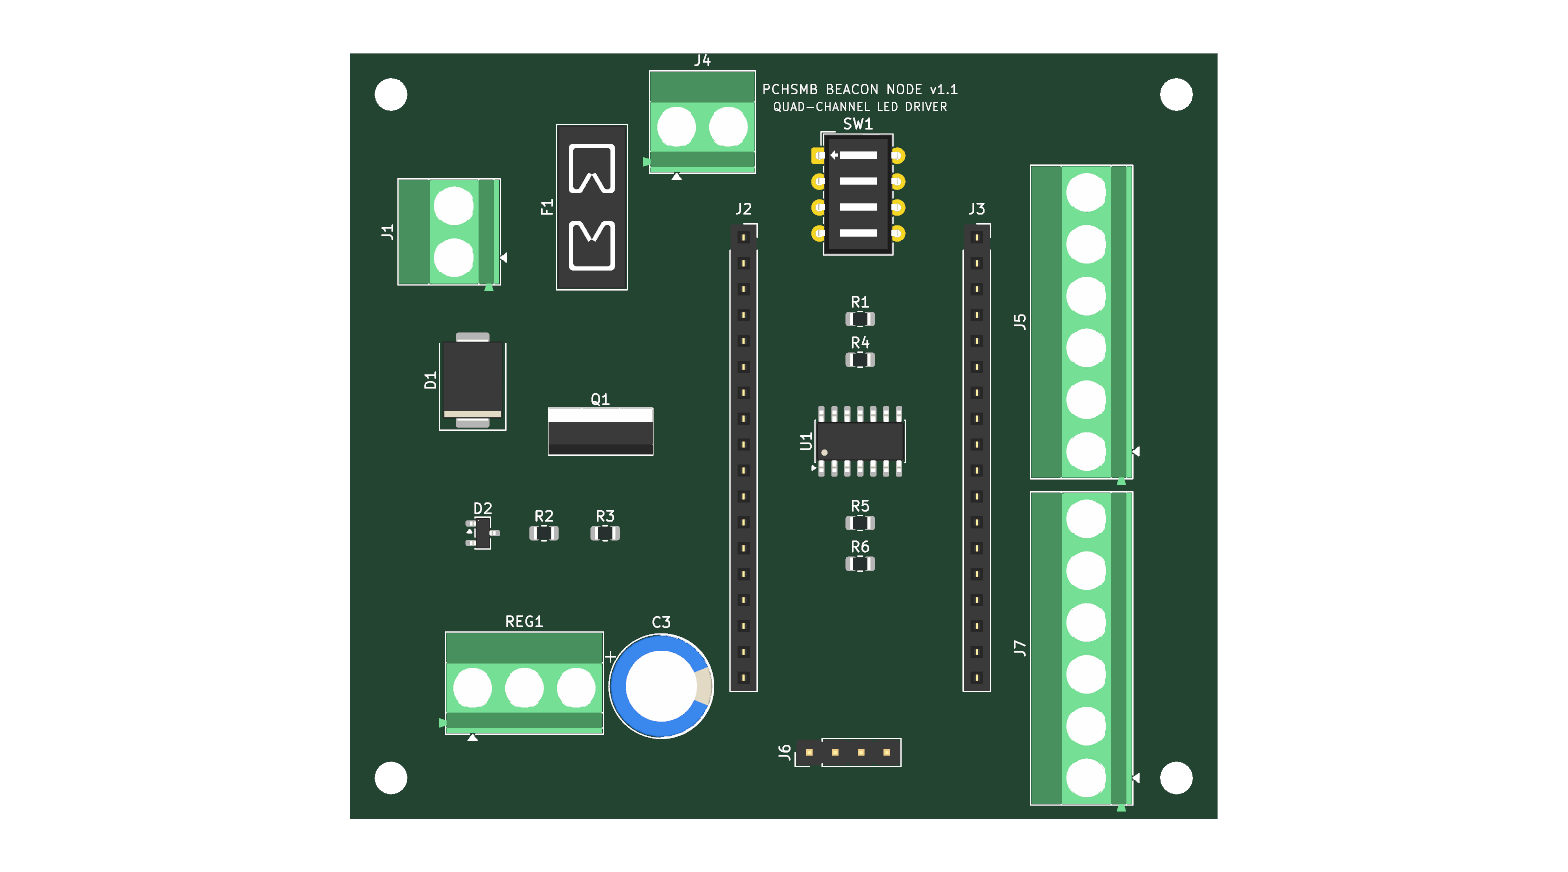 J4
PCHSMB BEACON NODE v1.1
QUAD-CHANNEL LED DRIVER
SW1
F1
J1
J2
J3
R1
J5
R4
D1
Q1
U1
D2
R2
R3
R5
R6
REG1
C3
+
J7
J6